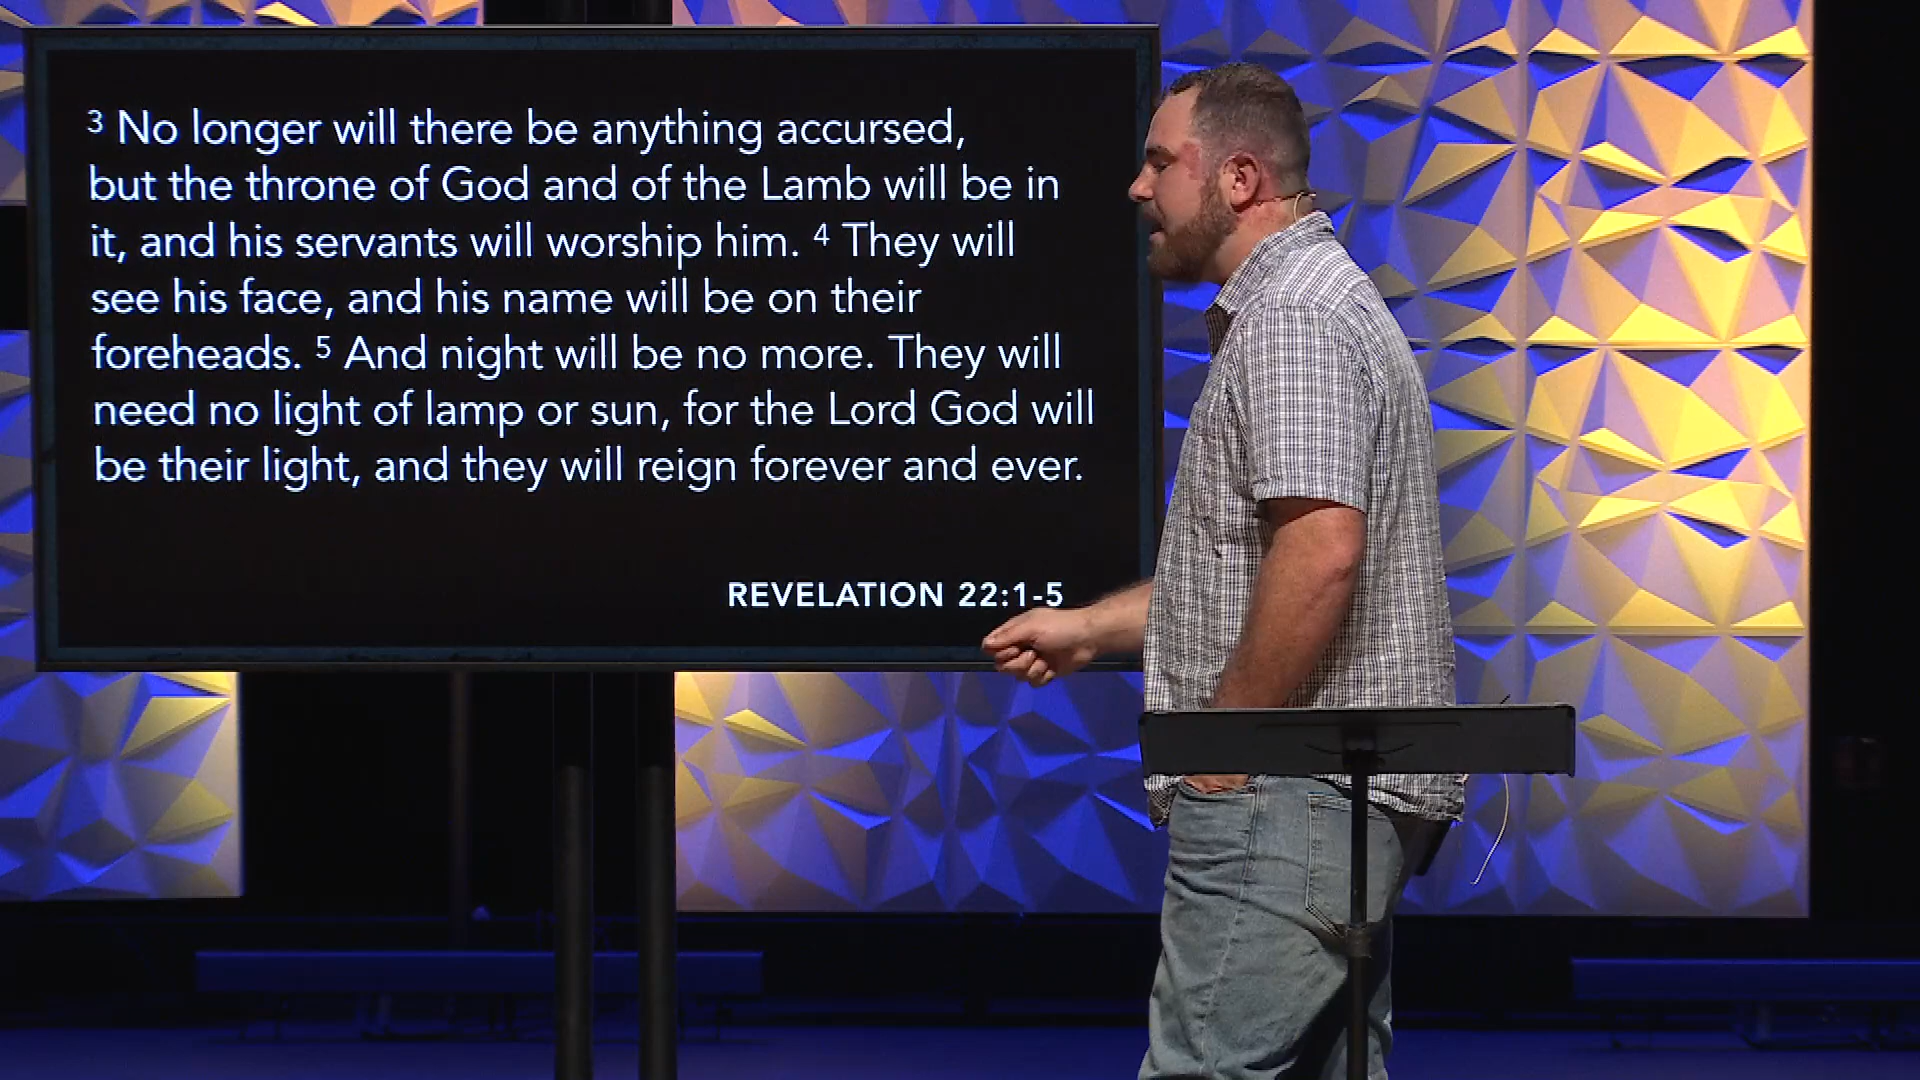 3 No longer will there be anything accursed,
but the throne of God and of the Lamb will be in
it, and his servants will worship him. 4 They will
see his face, and his name will be on their
foreheads. 5 And night will be no more. They will
need no light of lamp or sun, for the Lord God will
be their light, and they will reign forever and ever.
REVELATION 22:1-5